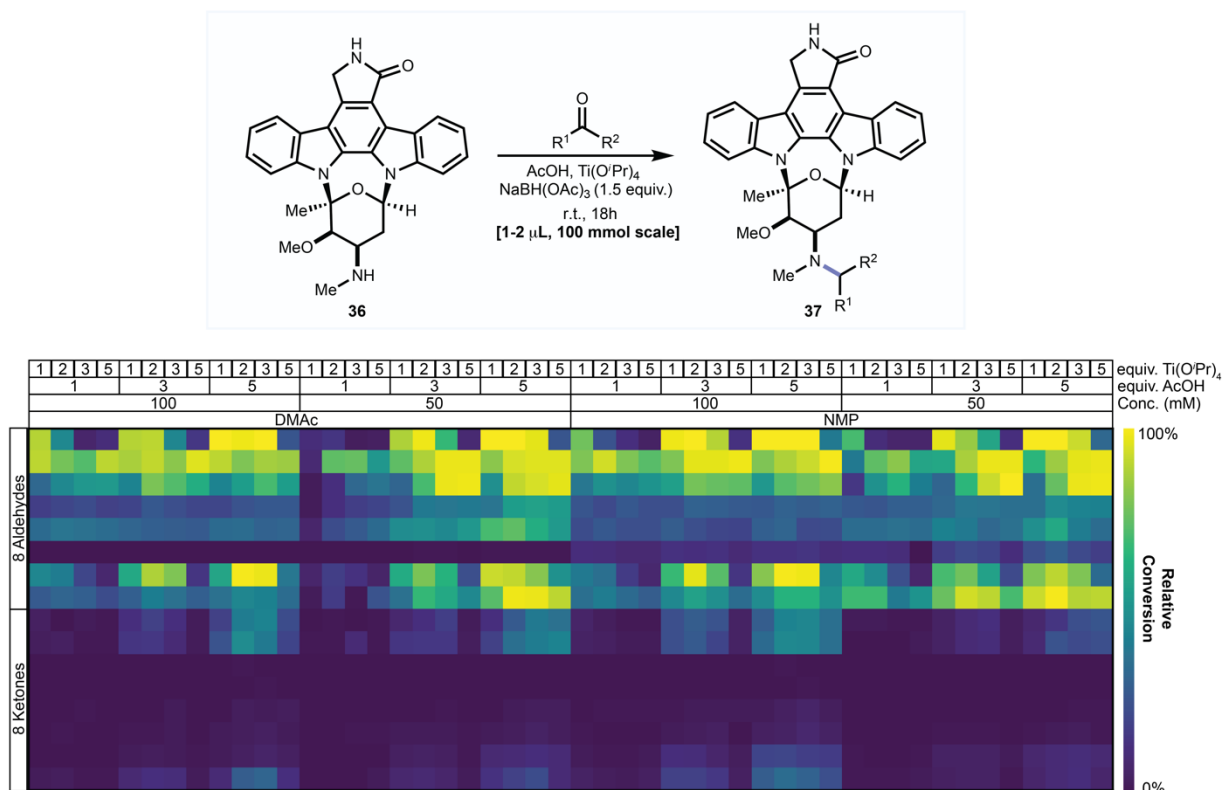 H
N
O
N
N
O
Me
H
MeO
NH
Me
36
O
R1 R2
AcOH, Ti(OiPr)4
NaBH(OAc)3 (1.5 equiv.)
r.t., 18h
[1-2 μL, 100 mmol scale]
H
N
O
N
N
O
Me
H
MeO
N
R2
Me
R1
37
1 2 3 5 1 2 3 5 1 2 3 5 1 2 3 5 1 2 3 5 1 2 3 5 1 2 3 5 1 2 3 5 1 2 3 5 1 2 3 5 1 2 3 5 1 2 3 5 equiv. Ti(OiPr)4
1 3 5 1 3 5 1 3 5 1 3 5 equiv. AcOH
100 50 100 50 Conc. (mM)
DMAc NMP
8 Aldehydes
8 Ketones
100%
Relative
Conversion
0%